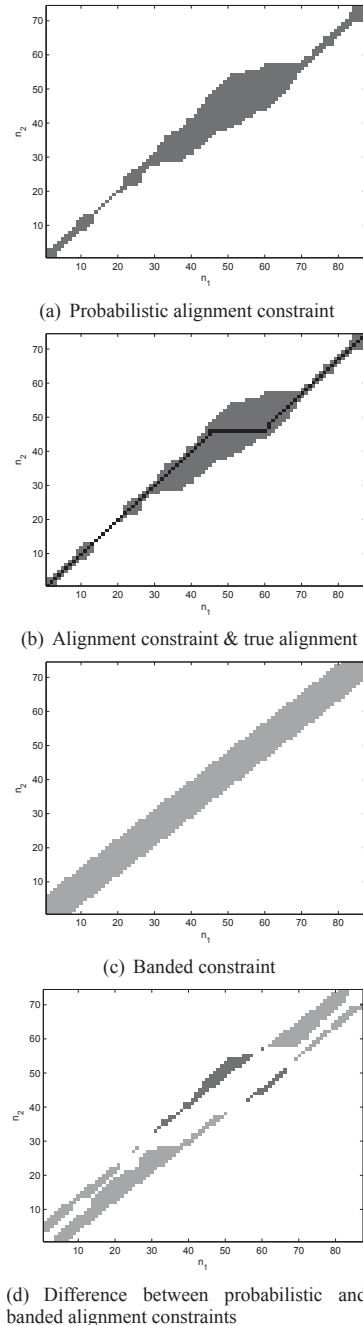 70
60
50
40
30
20
10
n2
10 20 30 40 50 60 70 80
n1
(a) Probabilistic alignment constraint
70
60
50
40
30
20
10
n2
10 20 30 40 50 60 70 80
n1
(b) Alignment constraint & true alignment
70
60
50
40
30
20
10
n2
10 20 30 40 50 60 70 80
n1
(c) Banded constraint
70
60
50
40
30
20
10
n2
10 20 30 40 50 60 70 80
n1
(d) Difference between probabilistic and
banded alignment constraints